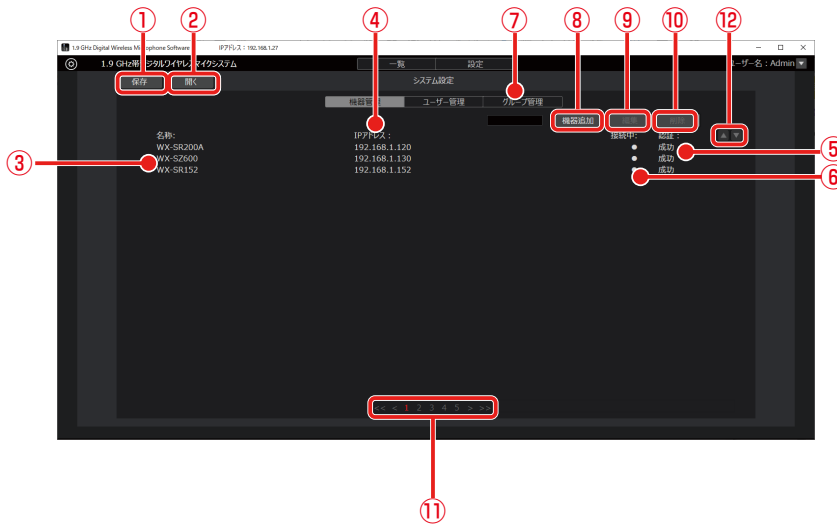 ① ② ④ ⑧ ⑨ ⑩
1.9 GHz Digital Wireless Microphone Software IPアドレス：192.168.1.27
1.9 GHz帯デジタルワイヤレスマイクシステム 一覧 設定 ユーザー名：Admin
⑦ ⑫
保存 開く システム設定
機器管理 ユーザー管理 グループ管理
機器追加 編集 削除
名称: IPアドレス： 接続中: 認証：
WX-SR200A 192.168.1.120 成功
⑤
③ WX-SZ600 192.168.1.130 成功
WX-SR152 192.168.1.152 成功
⑥
<< < 1 2 3 4 5 > >>
⑪